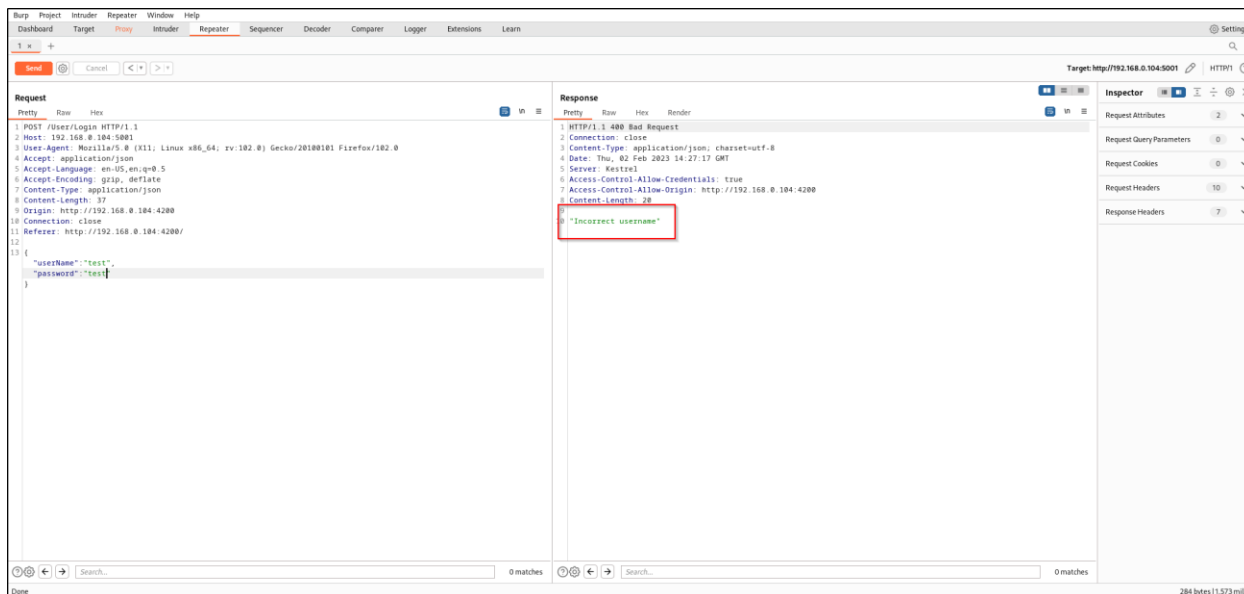 Burp Project Intruder Repeater Window Help
Dashboard Target Proxy Intruder Repeater Sequencer Decoder Comparer Logger Extensions Learn
Setting
1 × +
Send Cancel < >
Target: http://192.168.0.104:5001 HTTP/1
Request
Pretty Raw Hex
\n
1 POST /User/Login HTTP/1.1
2 Host: 192.168.0.104:5001
3 User-Agent: Mozilla/5.0 (X11; Linux x86_64; rv:102.0) Gecko/20100101 Firefox/102.0
4 Accept: application/json
5 Accept-Language: en-US,en;q=0.5
6 Accept-Encoding: gzip, deflate
7 Content-Type: application/json
8 Content-Length: 37
9 Origin: http://192.168.0.104:4200
10 Connection: close
11 Referer: http://192.168.0.104:4200/
12
13 {
"userName":"test",
"password":"test"
}
Search...
0 matches
Response
Pretty Raw Hex Render
\n
1 HTTP/1.1 400 Bad Request
2 Connection: close
3 Content-Type: application/json; charset=utf-8
4 Date: Thu, 02 Feb 2023 14:27:17 GMT
5 Server: Kestrel
6 Access-Control-Allow-Credentials: true
7 Access-Control-Allow-Origin: http://192.168.0.104:4200
8 Content-Length: 20
9
10 "Incorrect username"
Search...
0 matches
Inspector
Request Attributes 2
Request Query Parameters 0
Request Cookies 0
Request Headers 10
Response Headers 7
Done
284 bytes | 1,573 mil